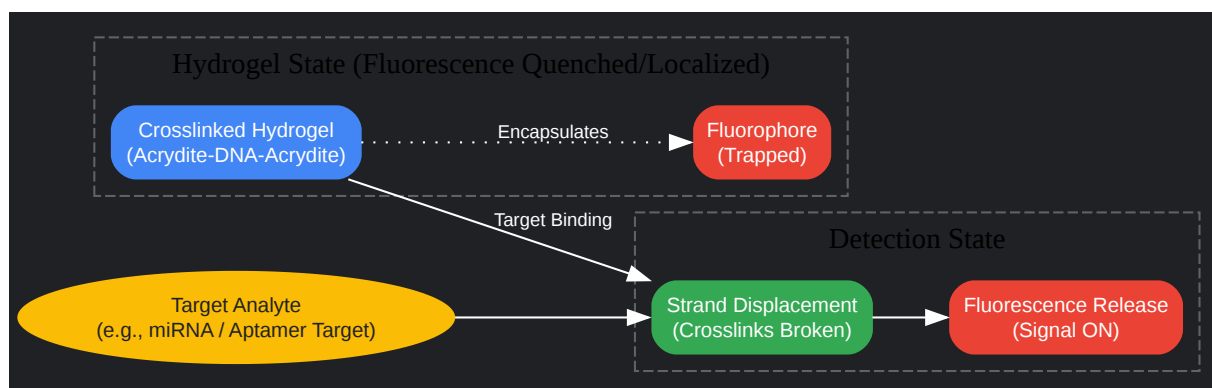 Hydrogel State (Fluorescence Quenched/Localized)
Crosslinked Hydrogel
(Acrydite-DNA-Acrydite)
Encapsulates
Fluorophore
(Trapped)
Target Binding
Detection State
Target Analyte
(e.g., miRNA / Aptamer Target)
Strand Displacement
(Crosslinks Broken)
Fluorescence Release
(Signal ON)